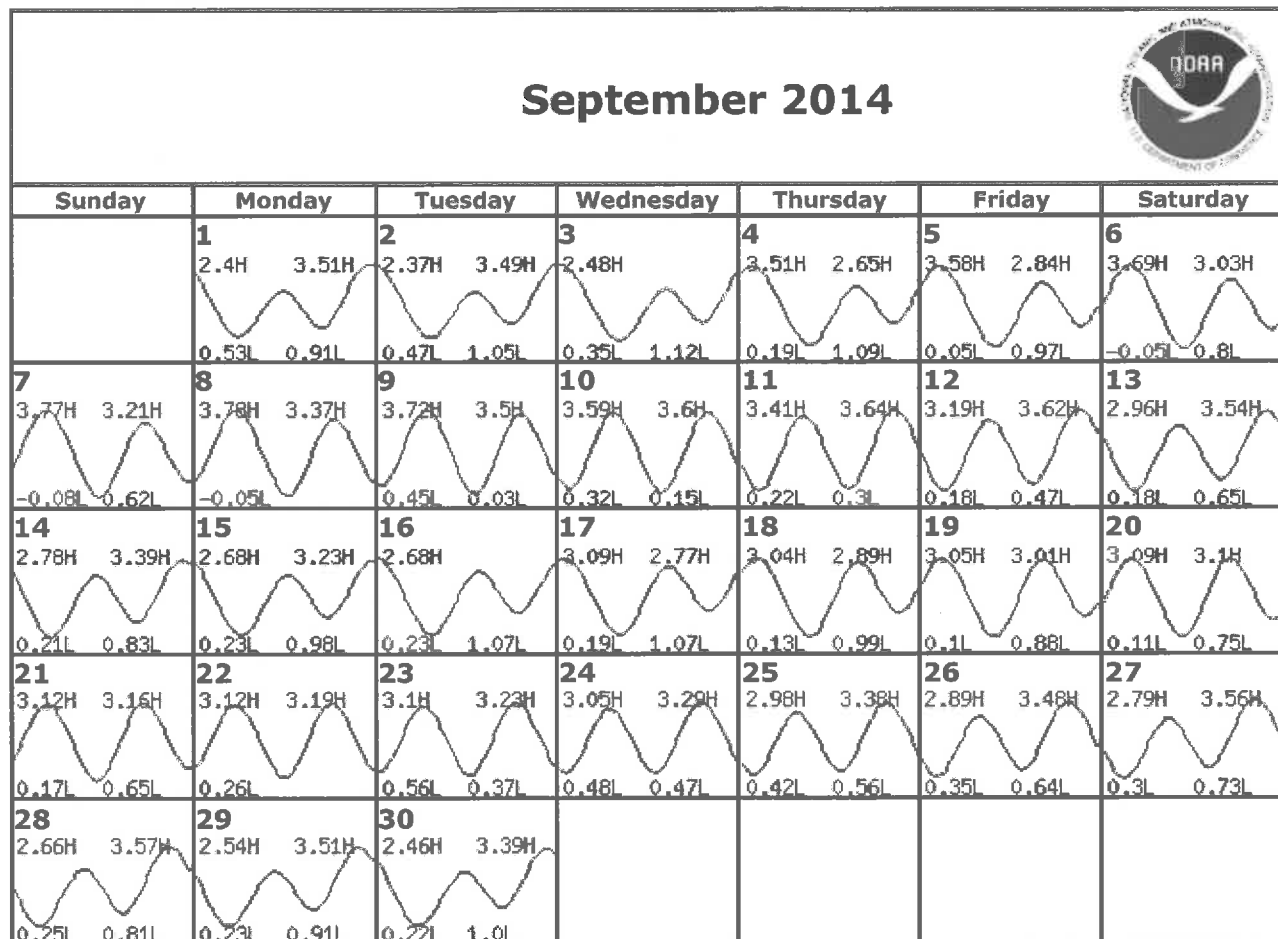 September 2014
NOAA
Sunday Monday Tuesday Wednesday Thursday Friday Saturday
1 2 3 4 5 6
2.4H 3.51H 2.37H 3.49H 2.48H 3.51H 2.65H 3.58H 2.84H 3.69H 3.03H
0.53L 0.91L 0.47L 1.05L 0.35L 1.12L 0.19L 1.09L 0.05L 0.97L -0.05L 0.8L
7 8 9 10 11 12 13
3.77H 3.21H 3.78H 3.37H 3.72H 3.5H 3.59H 3.6H 3.41H 3.64H 3.19H 3.62H 2.96H 3.54H
-0.08L 0.62L -0.05L 0.45L 0.03L 0.32L 0.15L 0.22L 0.3L 0.18L 0.47L 0.18L 0.65L
14 15 16 17 18 19 20
2.78H 3.39H 2.68H 3.23H 2.68H 3.09H 2.77H 3.04H 2.89H 3.05H 3.01H 3.09H 3.1H
0.21L 0.83L 0.23L 0.98L 0.23L 1.07L 0.19L 1.07L 0.13L 0.99L 0.1L 0.88L 0.11L 0.75L
21 22 23 24 25 26 27
3.12H 3.16H 3.12H 3.19H 3.1H 3.23H 3.05H 3.29H 2.98H 3.38H 2.89H 3.48H 2.79H 3.56H
0.17L 0.65L 0.26L 0.56L 0.37L 0.48L 0.47L 0.42L 0.56L 0.35L 0.64L 0.3L 0.73L
28 29 30
2.66H 3.57H 2.54H 3.51H 2.46H 3.39H
0.25L 0.81L 0.23L 0.91L 0.22L 1.0L